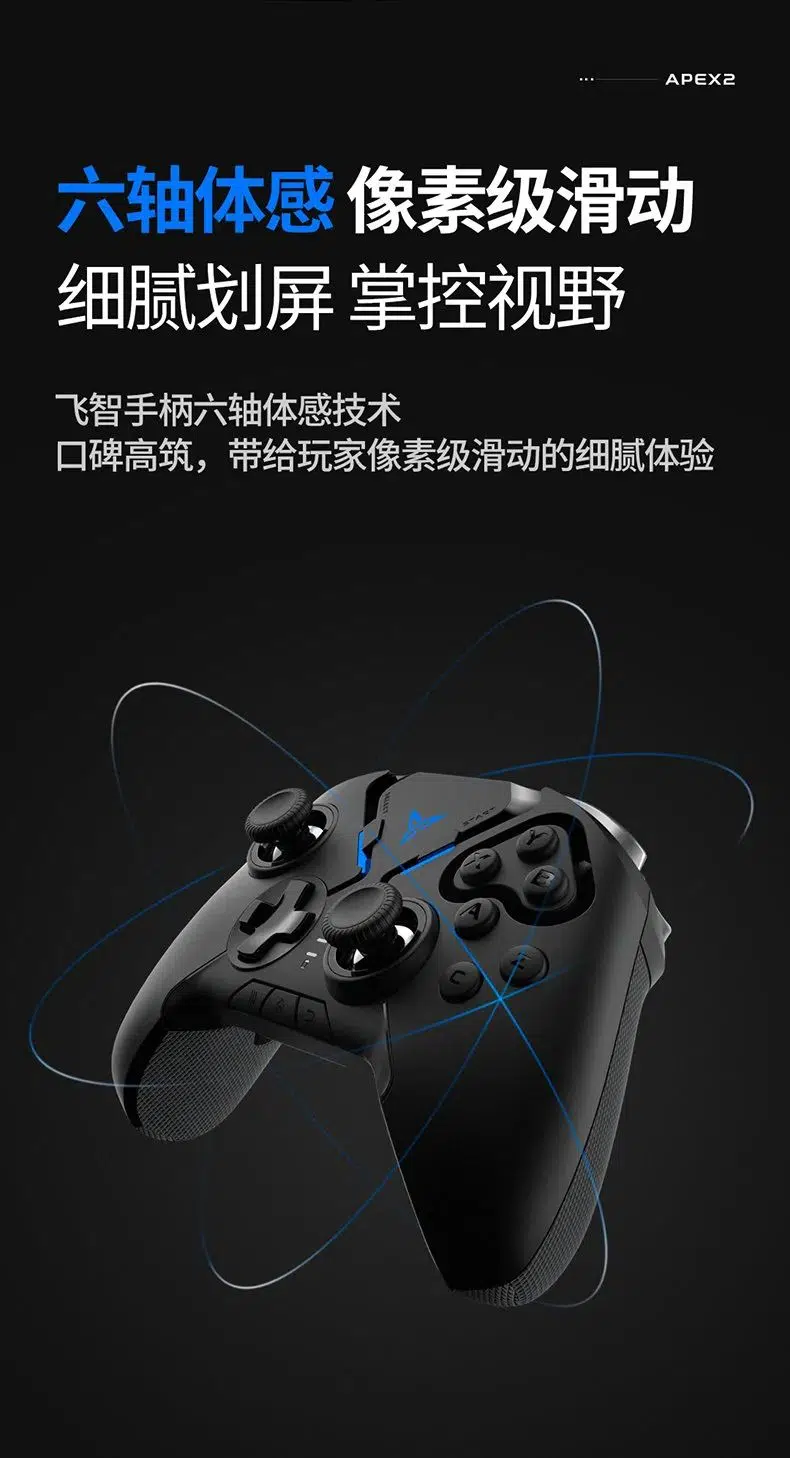 APEX2
六轴体感 像素级滑动
细腻划屏 掌控视野
飞智手柄六轴体感技术
口碑高筑，带给玩家像素级滑动的细腻体验
START
Y
X
B
A
C
Z